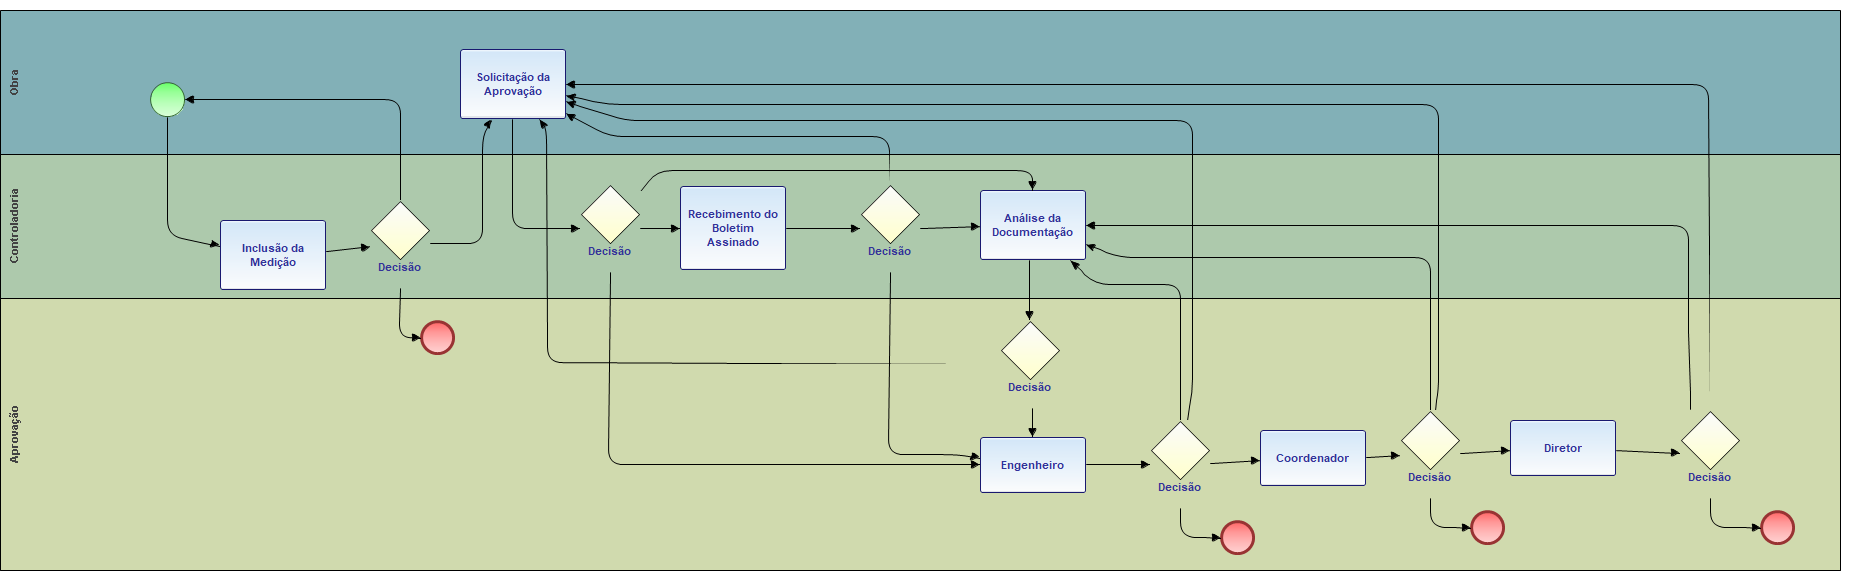 Obra
Solicitação da
Aprovação
Controladoria
Inclusão da
Medição
Decisão
Decisão
Recebimento do
Boletim
Assinado
Decisão
Análise da
Documentação
Aprovação
Decisão
Engenheiro
Decisão
Coordenador
Decisão
Diretor
Decisão